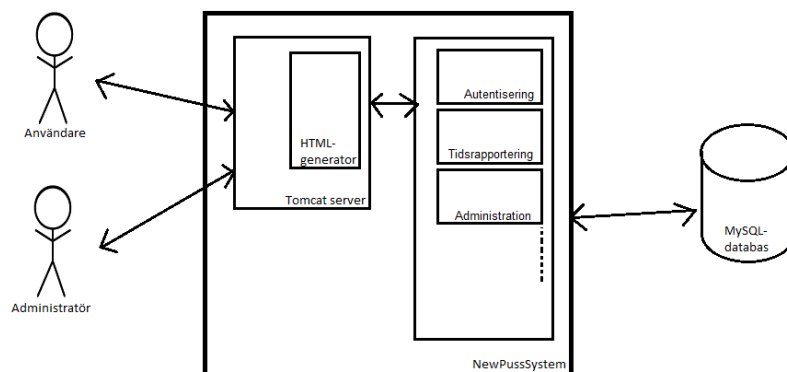 Användare
Administratör
HTML-
generator
Tomcat server
Autentisering
Tidsrapportering
Administration
NewPussSystem
MySQL-
databas